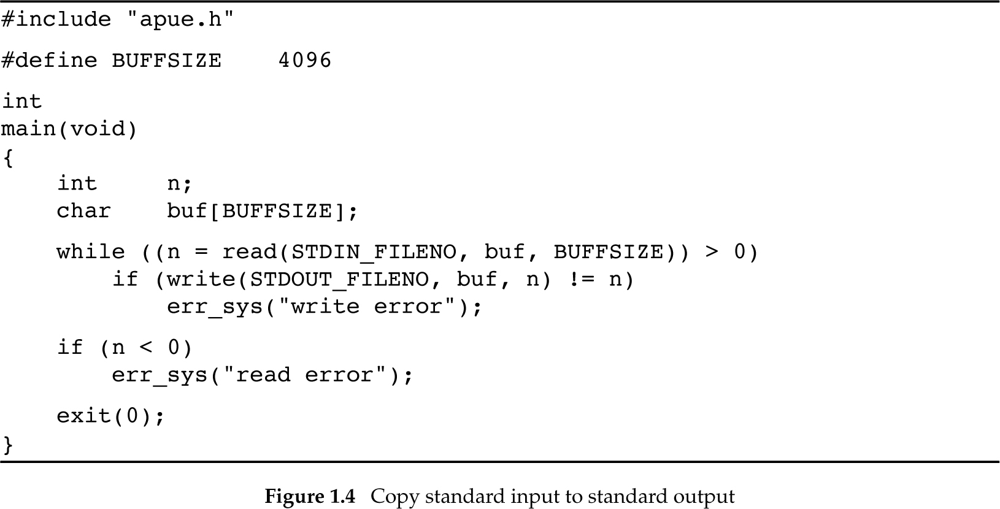 #include "apue.h"
#define BUFFSIZE    4096
int
main(void)
{
    int     n;
    char    buf[BUFFSIZE];
    while ((n = read(STDIN_FILENO, buf, BUFFSIZE)) > 0)
        if (write(STDOUT_FILENO, buf, n) != n)
            err_sys("write error");
    if (n < 0)
        err_sys("read error");
    exit(0);
}
Figure 1.4 Copy standard input to standard output